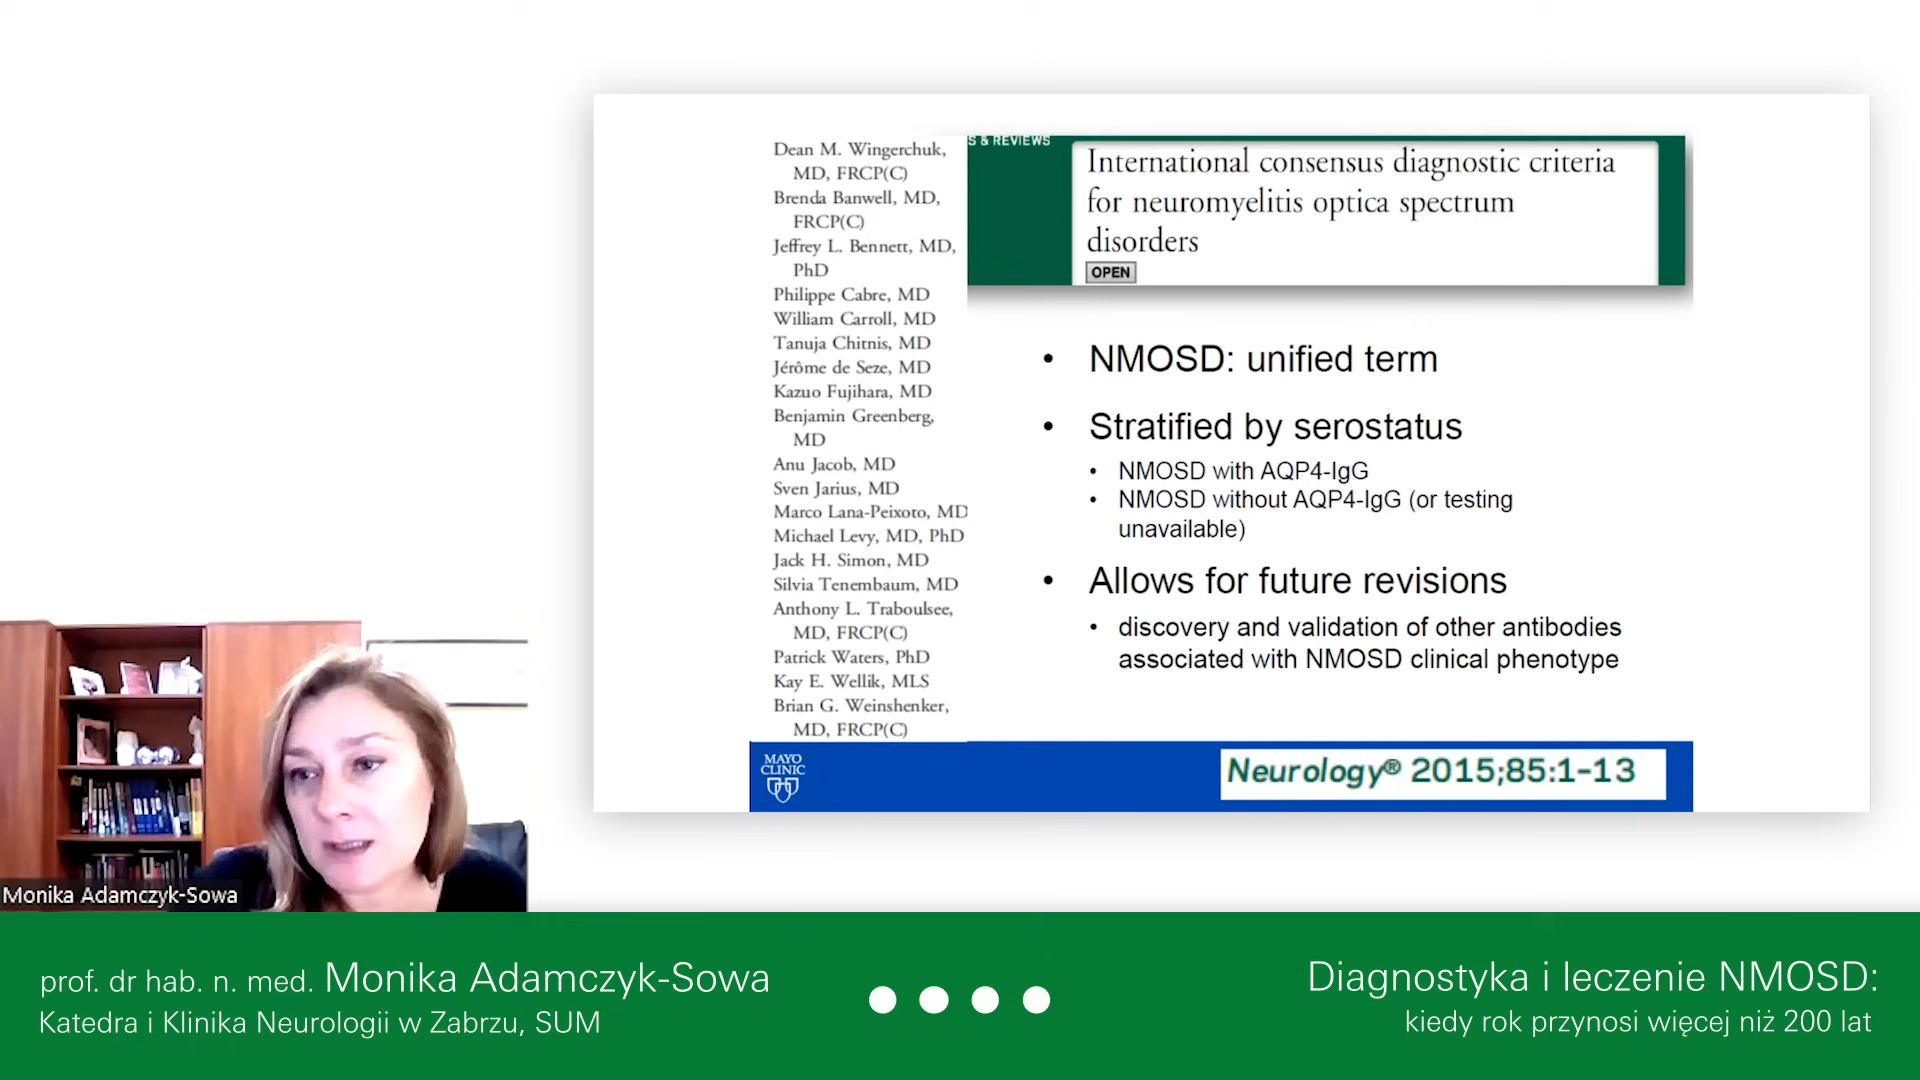 Dean M. Wingerchuk,
MD, FRCP(C)
Brenda Banwell, MD,
FRCP(C)
Jeffrey L. Bennett, MD,
PhD
Philippe Cabre, MD
William Carroll, MD
Tanuja Chitnis, MD
Jérôme de Seze, MD
Kazuo Fujihara, MD
Benjamin Greenberg,
MD
Anu Jacob, MD
Sven Jarius, MD
Marco Lana-Peixoto, MD
Michael Levy, MD, PhD
Jack H. Simon, MD
Silvia Tenembaum, MD
Anthony L. Traboulsee,
MD, FRCP(C)
Patrick Waters, PhD
Kay E. Wellik, MLS
Brian G. Weinshenker,
MD, FRCP(C)
S & REVIEWS
International consensus diagnostic criteria
for neuromyelitis optica spectrum
disorders
OPEN
• NMOSD: unified term
• Stratified by serostatus
• NMOSD with AQP4-IgG
• NMOSD without AQP4-IgG (or testing
unavailable)
• Allows for future revisions
• discovery and validation of other antibodies
associated with NMOSD clinical phenotype
MAYO
CLINIC
Neurology® 2015;85:1–13
Monika Adamczyk-Sowa
prof. dr hab. n. med. Monika Adamczyk-Sowa
Katedra i Klinika Neurologii w Zabrzu, SUM
Diagnostyka i leczenie NMOSD:
kiedy rok przynosi więcej niż 200 lat